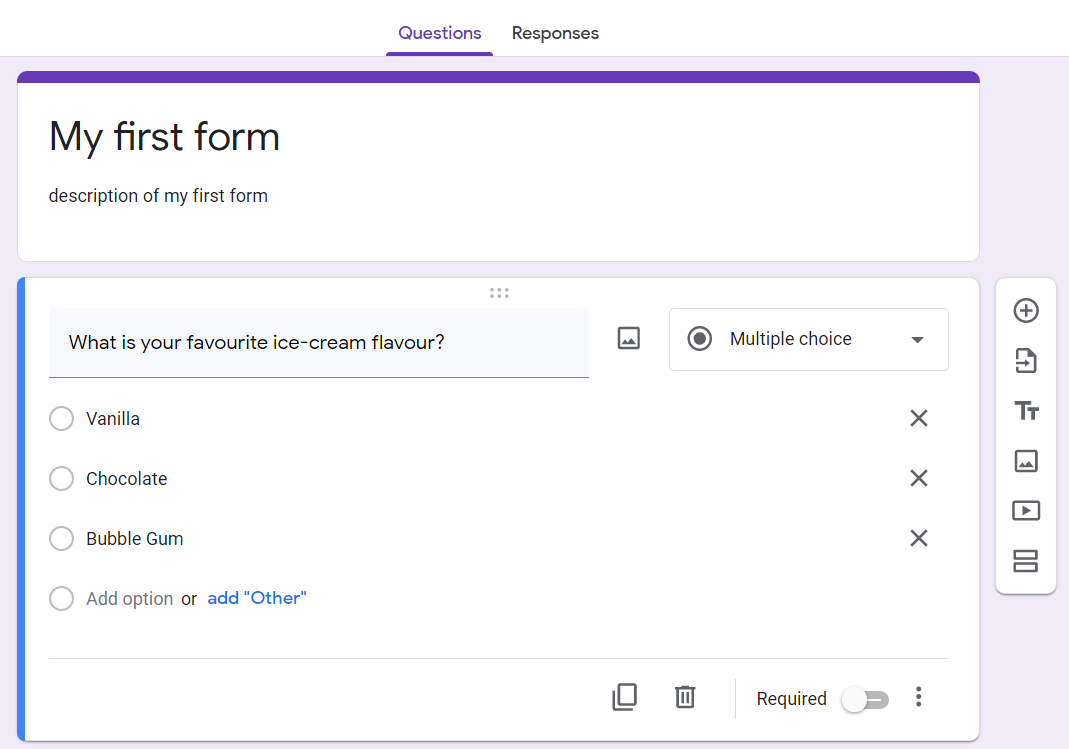 Questions Responses
My first form
description of my first form
What is your favourite ice-cream flavour? Multiple choice
Vanilla
Chocolate
Bubble Gum
Add option or add "Other"
Required